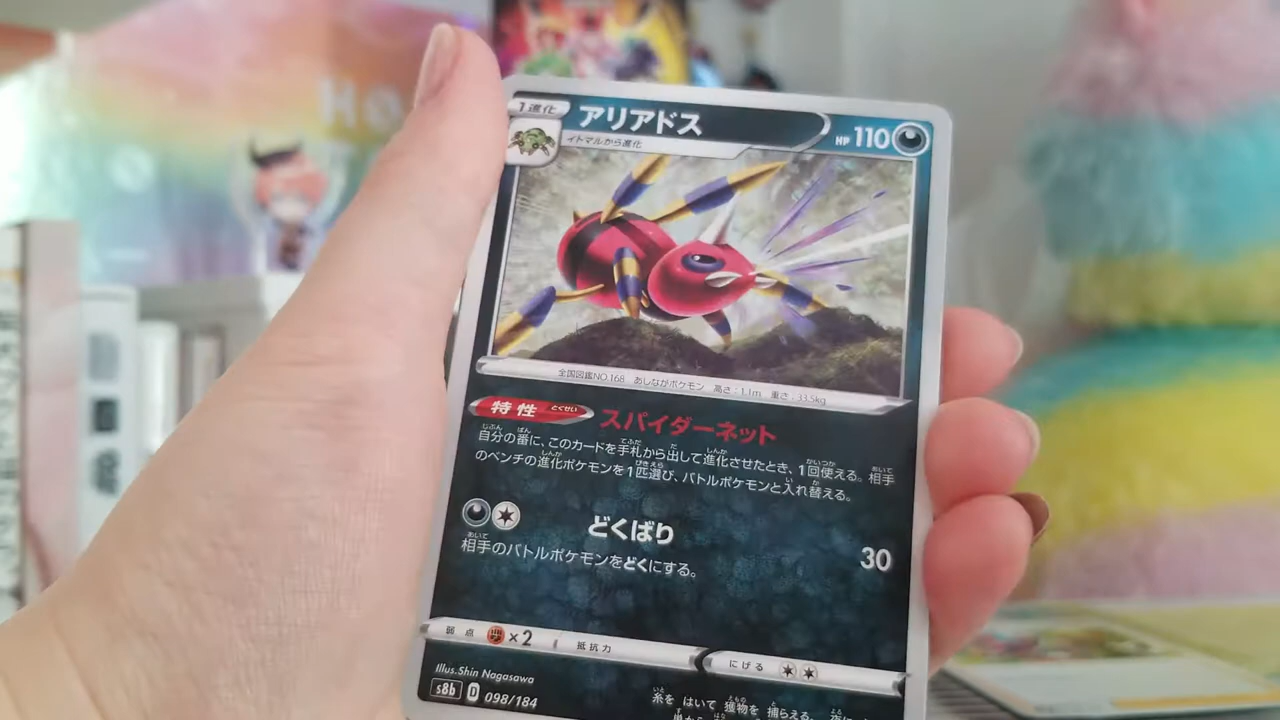 HO
1進化
アリアドス
HP 110
イトマルから進化
全国図鑑NO.168 あしながポケモン 高さ:1.1m 重さ:33.5kg
特性 とくせい スパイダーネット
自分の番に、このカードを手札から出して進化させたとき、1回使える。相手
のベンチの進化ポケモンを1匹選び、バトルポケモンと入れ替える。
どくばり 30
相手のバトルポケモンをどくにする。
弱点 ×2 抵抗力 にげる
Illus.Shin Nagasawa
s8b D 098/184
糸をはいて獲物を捕らえる。